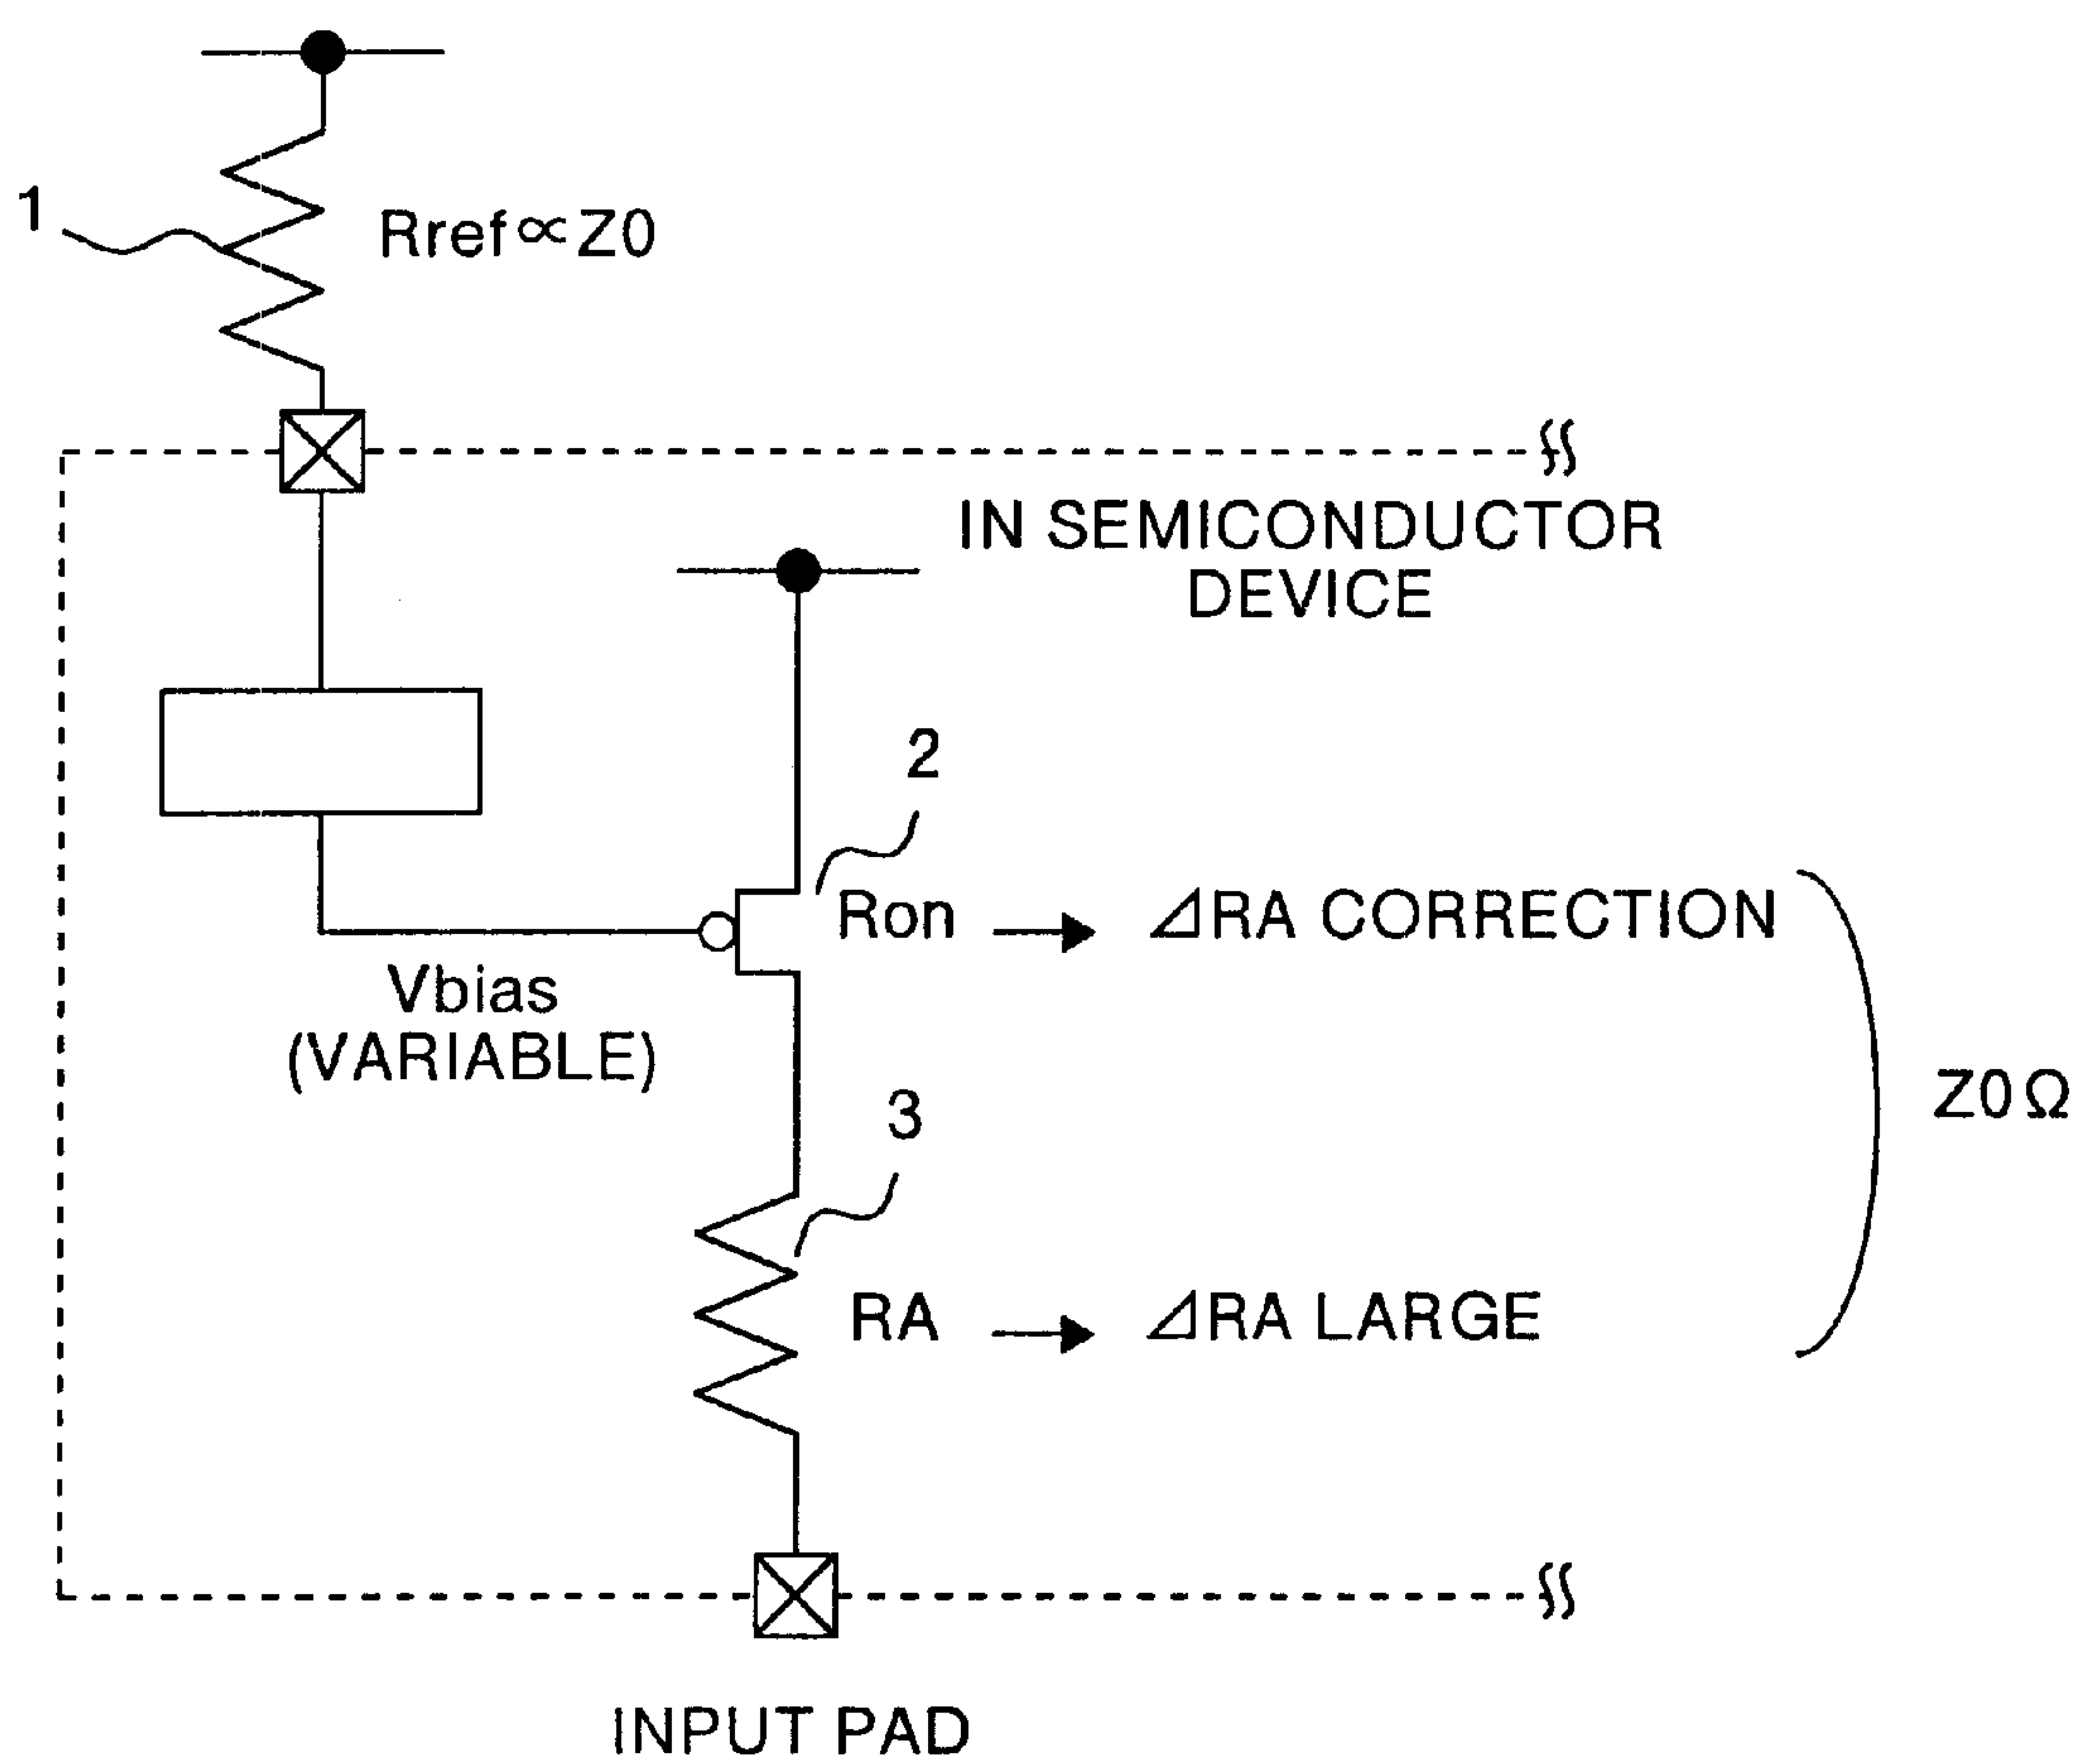 1
Rref∝Z0
IN SEMICONDUCTOR
DEVICE
2
Ron → ⊿RA CORRECTION
Vbias
(VARIABLE)
Z0Ω
3
RA → ⊿RA LARGE
INPUT PAD